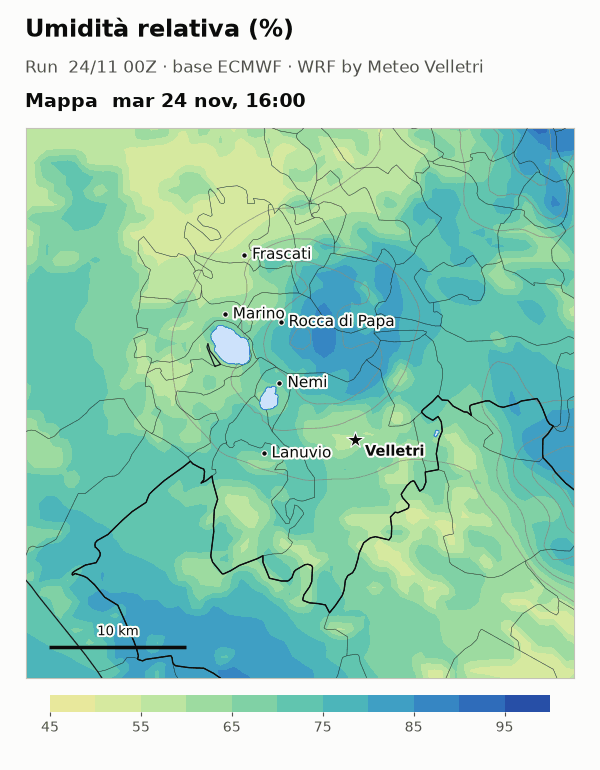 Umidità relativa (%)
Run  24/11 00Z · base ECMWF · WRF by Meteo Velletri
Mappa  mar 24 nov, 16:00
Frascati
Marino
Rocca di Papa
Nemi
Velletri
Lanuvio
10 km
45 55 65 75 85 95